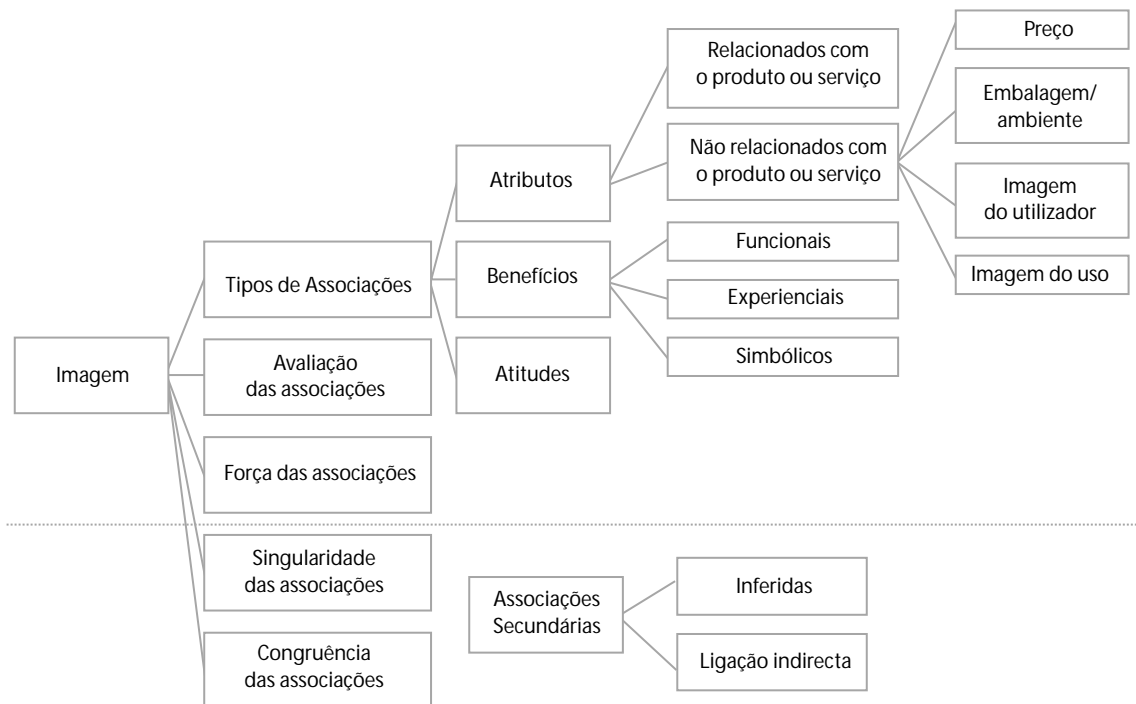 Imagem
Tipos de Associações
Avaliação
das associações
Força das associações
Singularidade
das associações
Congruência
das associações
Atributos
Benefícios
Atitudes
Relacionados com
o produto ou serviço
Não relacionados com
o produto ou serviço
Funcionais
Experienciais
Simbólicos
Preço
Embalagem/
ambiente
Imagem
do utilizador
Imagem do uso
Associações
Secundárias
Inferidas
Ligação indirecta